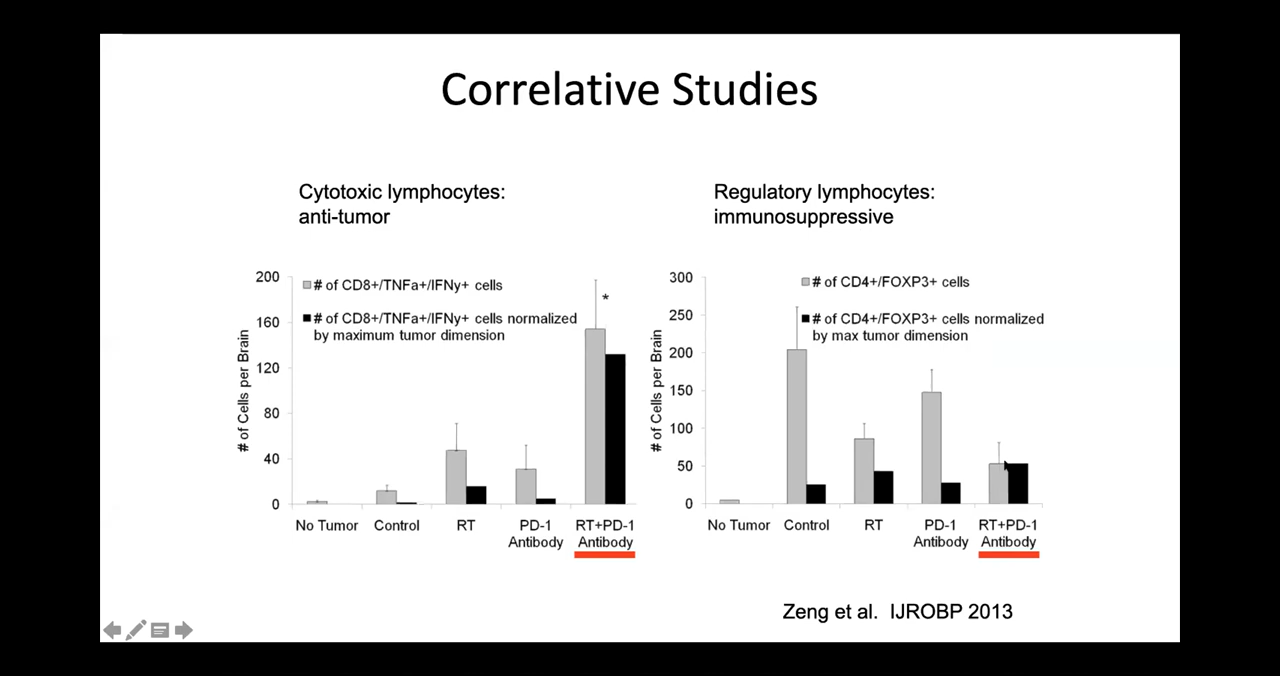 Correlative Studies
Cytotoxic lymphocytes:
anti-tumor
# of Cells per Brain
200
160
120
80
40
0
# of CD8+/TNFa+/IFNy+ cells
# of CD8+/TNFa+/IFNy+ cells normalized
by maximum tumor dimension
*
No Tumor
Control
RT
PD-1
Antibody
RT+PD-1
Antibody
Regulatory lymphocytes:
immunosuppressive
# of Cells per Brain
300
250
200
150
100
50
0
# of CD4+/FOXP3+ cells
# of CD4+/FOXP3+ cells normalized
by max tumor dimension
No Tumor
Control
RT
PD-1
Antibody
RT+PD-1
Antibody
Zeng et al.  IJROBP 2013